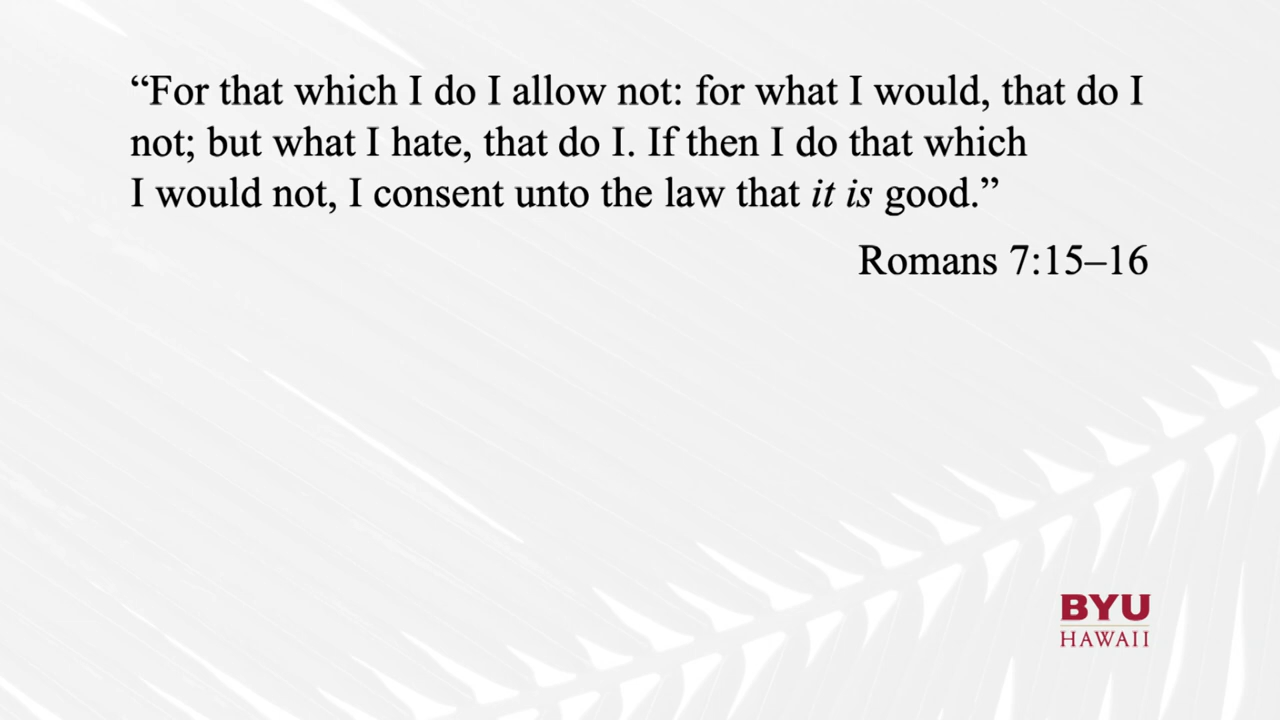 “For that which I do I allow not: for what I would, that do I
not; but what I hate, that do I. If then I do that which
I would not, I consent unto the law that it is good.”
Romans 7:15–16
BYU
HAWAII